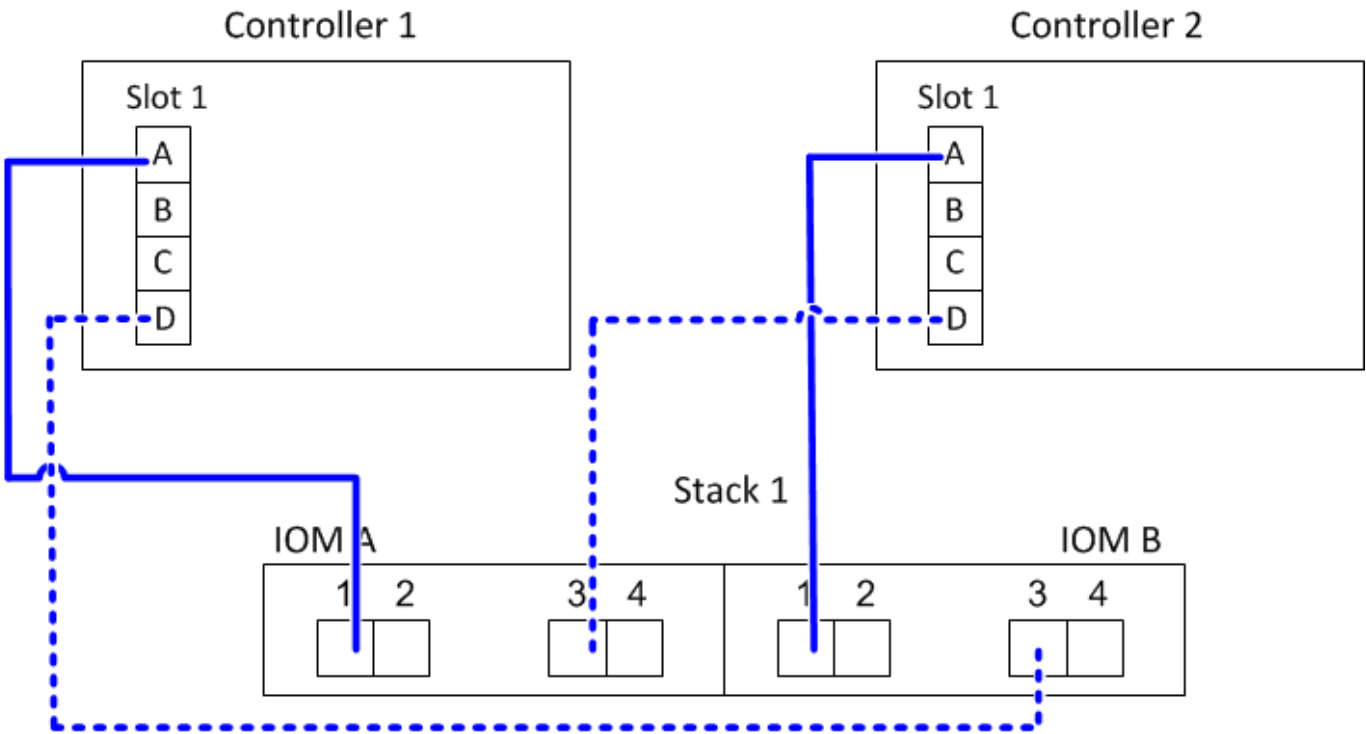 Controller 1
Controller 2
Slot 1
A
B
C
D
Slot 1
A
B
C
D
Stack 1
IOM A
IOM B
1 2 3 4
1 2 3 4